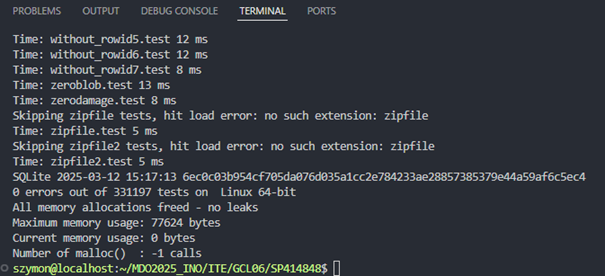 PROBLEMS OUTPUT DEBUG CONSOLE TERMINAL PORTS
Time: without_rowid5.test 12 ms
Time: without_rowid6.test 12 ms
Time: without_rowid7.test 8 ms
Time: zeroblob.test 13 ms
Time: zerodamage.test 8 ms
Skipping zipfile tests, hit load error: no such extension: zipfile
Time: zipfile.test 5 ms
Skipping zipfile2 tests, hit load error: no such extension: zipfile
Time: zipfile2.test 5 ms
SQLite 2025-03-12 15:17:13 6ec0c03b954cf705da076d035a1cc2e784233ae28857385379e44a59af6c5ec4
0 errors out of 331197 tests on  Linux 64-bit
All memory allocations freed - no leaks
Maximum memory usage: 77624 bytes
Current memory usage: 0 bytes
Number of malloc()  : -1 calls
szymon@localhost:~/MDO2025_INO/ITE/GCL06/SP414848$